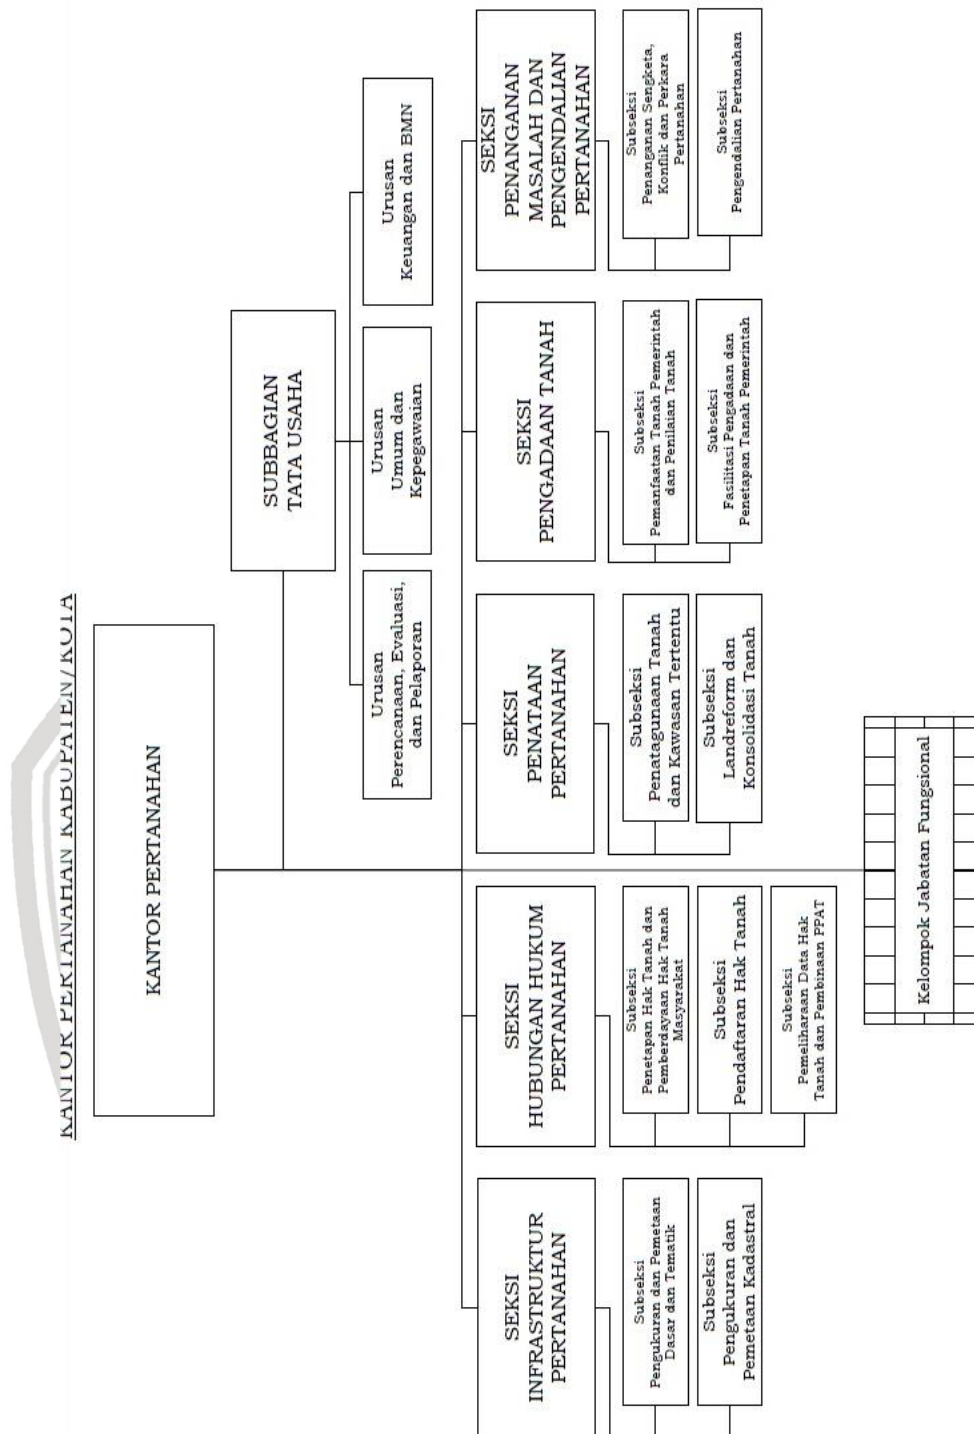 KANTOR PERTANAHAN KABUPATEN/KOTA
KANTOR PERTANAHAN
SUBBAGIAN
TATA USAHA
Urusan
Perencanaan, Evaluasi,
dan Pelaporan
Urusan
Umum dan
Kepegawaian
Urusan
Keuangan dan BMN
SEKSI
INFRASTRUKTUR
PERTANAHAN
Subseksi
Pengukuran dan Pemetaan
Dasar dan Tematik
Subseksi
Pengukuran dan
Pemetaan Kadastral
SEKSI
HUBUNGAN HUKUM
PERTANAHAN
Subseksi
Penetapan Hak Tanah dan
Pemberdayaan Hak Tanah
Masyarakat
Subseksi
Pendaftaran Hak Tanah
Subseksi
Pemeliharaan Data Hak
Tanah dan Pembinaan PPAT
SEKSI
PENATAAN
PERTANAHAN
Subseksi
Penatagunaan Tanah
dan Kawasan Tertentu
Subseksi
Landreform dan
Konsolidasi Tanah
SEKSI
PENGADAAN TANAH
Subseksi
Pemanfaatan Tanah Pemerintah
dan Penilaian Tanah
Subseksi
Fasilitasi Pengadaan dan
Penetapan Tanah Pemerintah
SEKSI
PENANGANAN
MASALAH DAN
PENGENDALIAN
PERTANAHAN
Subseksi
Penanganan Sengketa,
Konflik dan Perkara
Pertanahan
Subseksi
Pengendalian Pertanahan
Kelompok Jabatan Fungsional